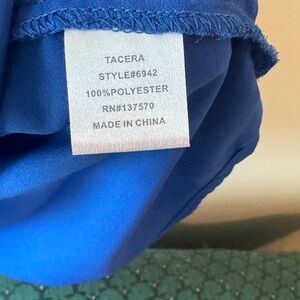 TACERA
STYLE#6942
100%POLYESTER
RN#137570
MADE IN CHINA